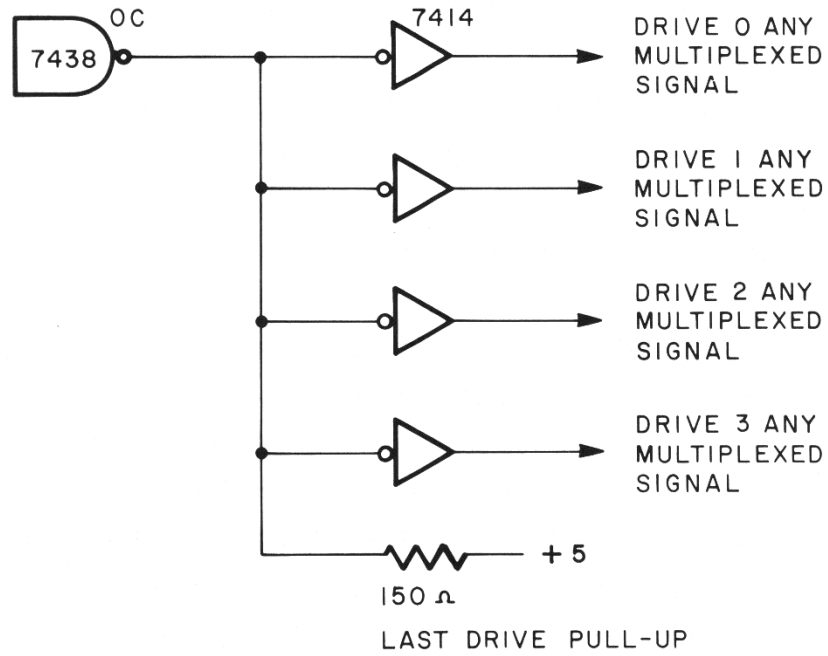 OC
7438
7414
DRIVE 0 ANY
MULTIPLEXED
SIGNAL
DRIVE 1 ANY
MULTIPLEXED
SIGNAL
DRIVE 2 ANY
MULTIPLEXED
SIGNAL
DRIVE 3 ANY
MULTIPLEXED
SIGNAL
+5
150 Ω
LAST DRIVE PULL-UP